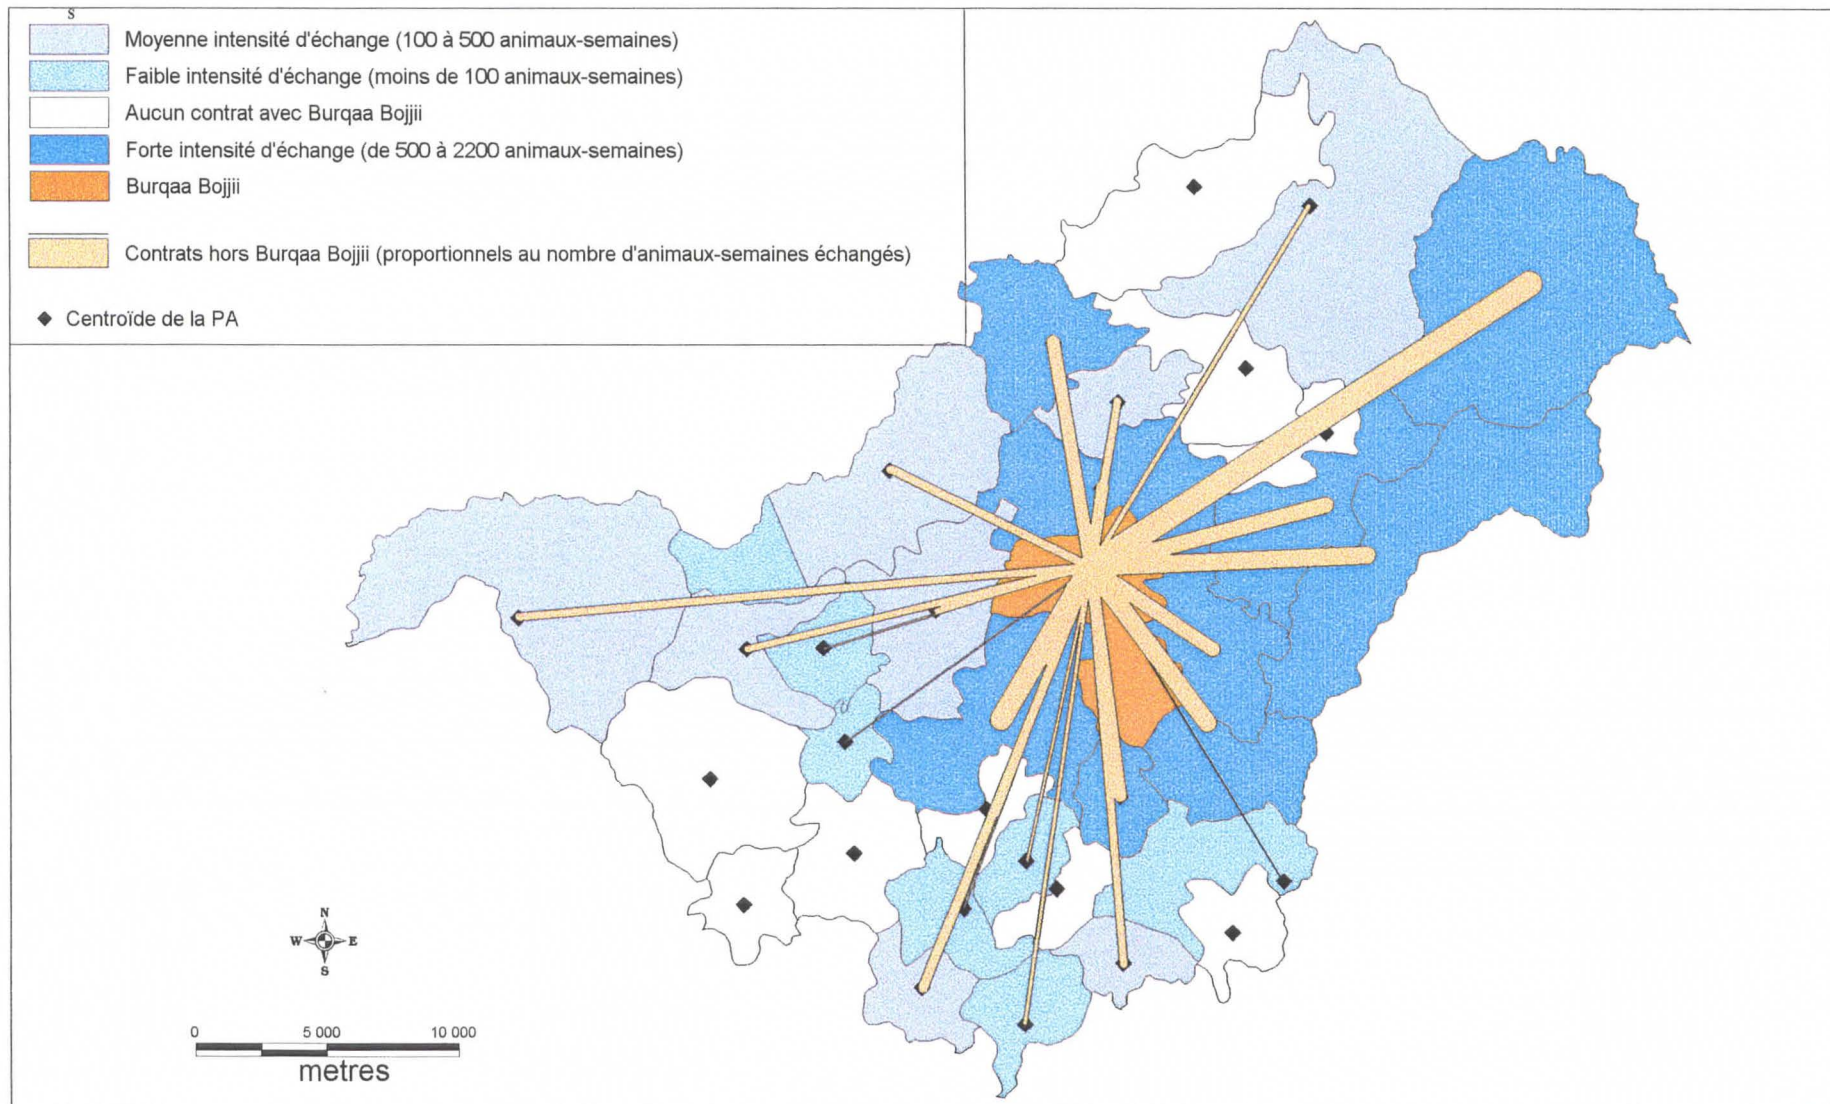 S
Moyenne intensité d'échange (100 à 500 animaux-semaines)
Faible intensité d'échange (moins de 100 animaux-semaines)
Aucun contrat avec Burqaa Bojjii
Forte intensité d'échange (de 500 à 2200 animaux-semaines)
Burqaa Bojjii
Contrats hors Burqaa Bojjii (proportionnels au nombre d'animaux-semaines échangés)
Centroïde de la PA
N
W E
S
0 5 000 10 000
metres